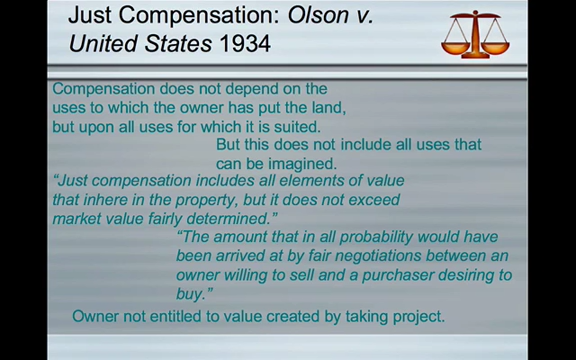 Just Compensation: Olson v.
United States 1934
Compensation does not depend on the
uses to which the owner has put the land,
but upon all uses for which it is suited.
But this does not include all uses that
can be imagined.
“Just compensation includes all elements of value
that inhere in the property, but it does not exceed
market value fairly determined.”
“The amount that in all probability would have
been arrived at by fair negotiations between an
owner willing to sell and a purchaser desiring to
buy.”
Owner not entitled to value created by taking project.